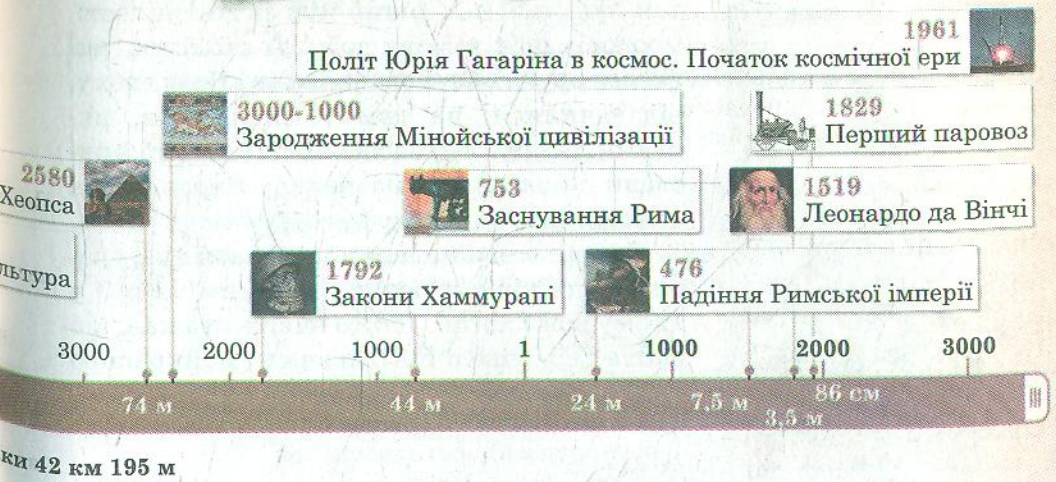 1961
Політ Юрія Гагаріна в космос. Початок космічної ери
3000-1000
Зародження Мінойської цивілізації
1829
Перший паровоз
2580
Хеопса
753
Заснування Рима
1519
Леонардо да Вінчі
льтура
1792
Закони Хаммурапі
476
Падіння Римської імперії
3000 2000 1000 1 1000 2000 3000
74 м 44 м 24 м 7,5 м 86 см
3,5 м
ки 42 км 195 м